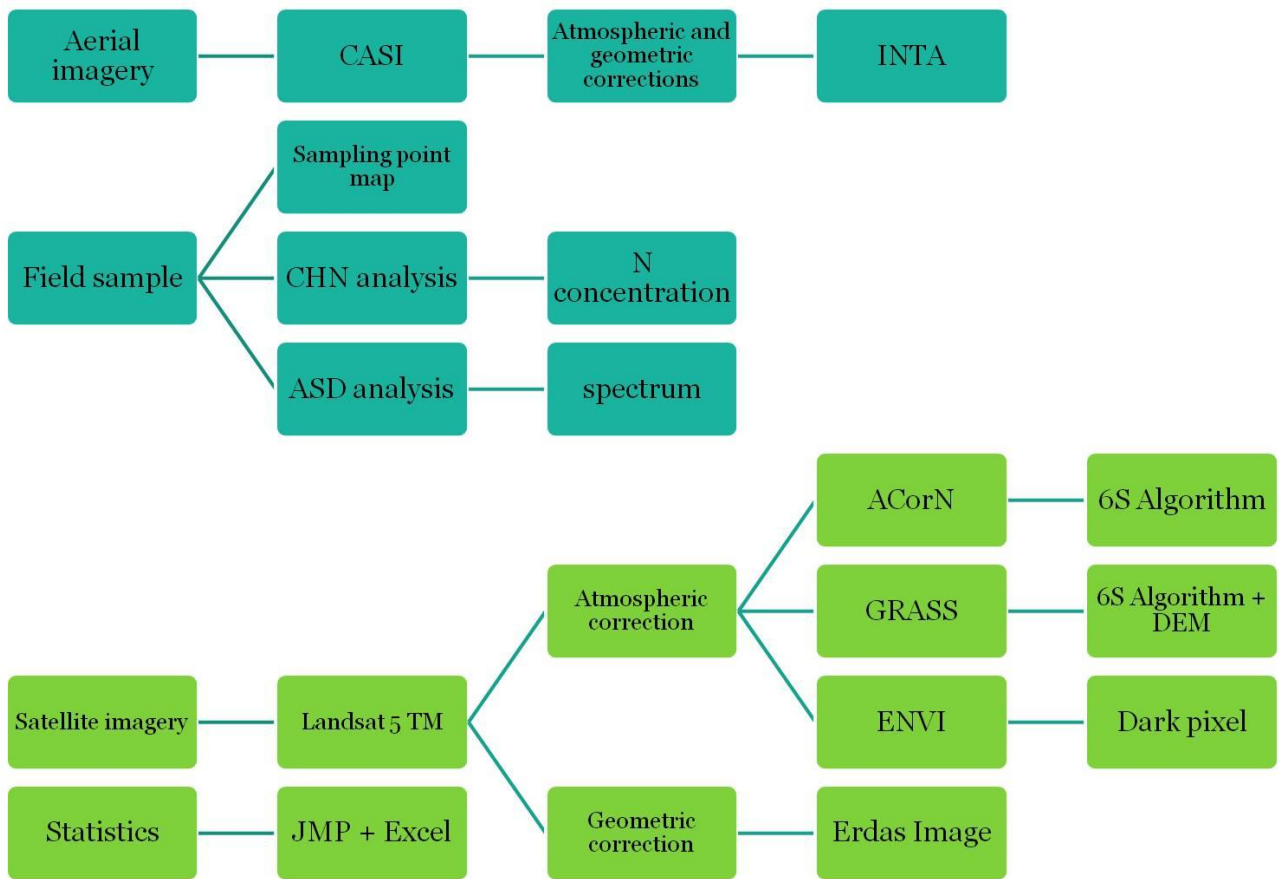 Aerial
imagery
CASI
Atmospheric and
geometric
corrections
INTA
Sampling point
map
Field sample
CHN analysis
N
concentration
ASD analysis
spectrum
ACorN
6S Algorithm
Atmospheric
correction
GRASS
6S Algorithm +
DEM
Satellite imagery
Landsat 5 TM
ENVI
Dark pixel
Statistics
JMP + Excel
Geometric
correction
Erdas Image